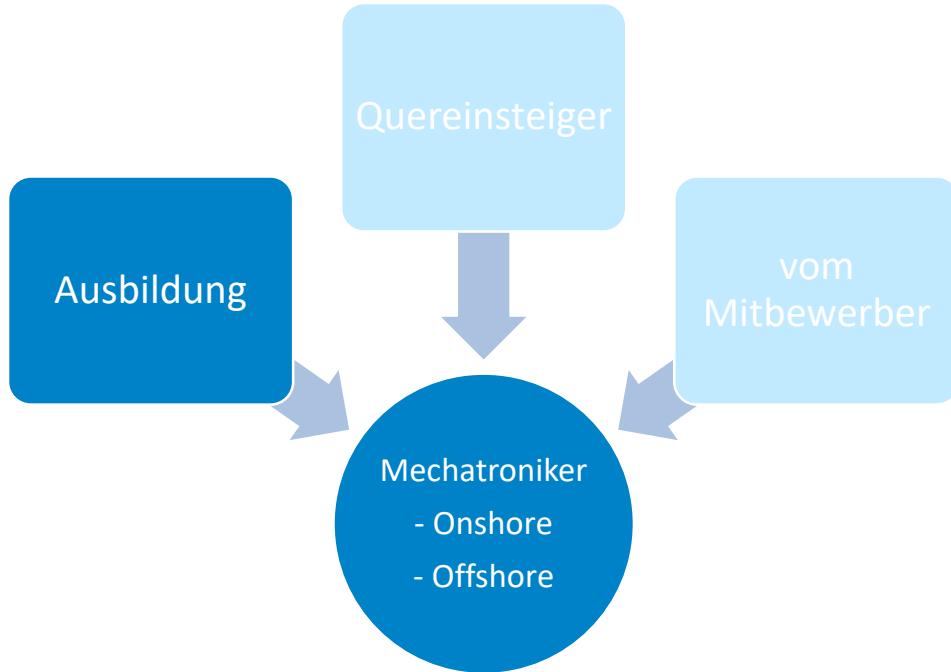 Quereinsteiger
Ausbildung
vom
Mitbewerber
Mechatroniker
- Onshore
- Offshore